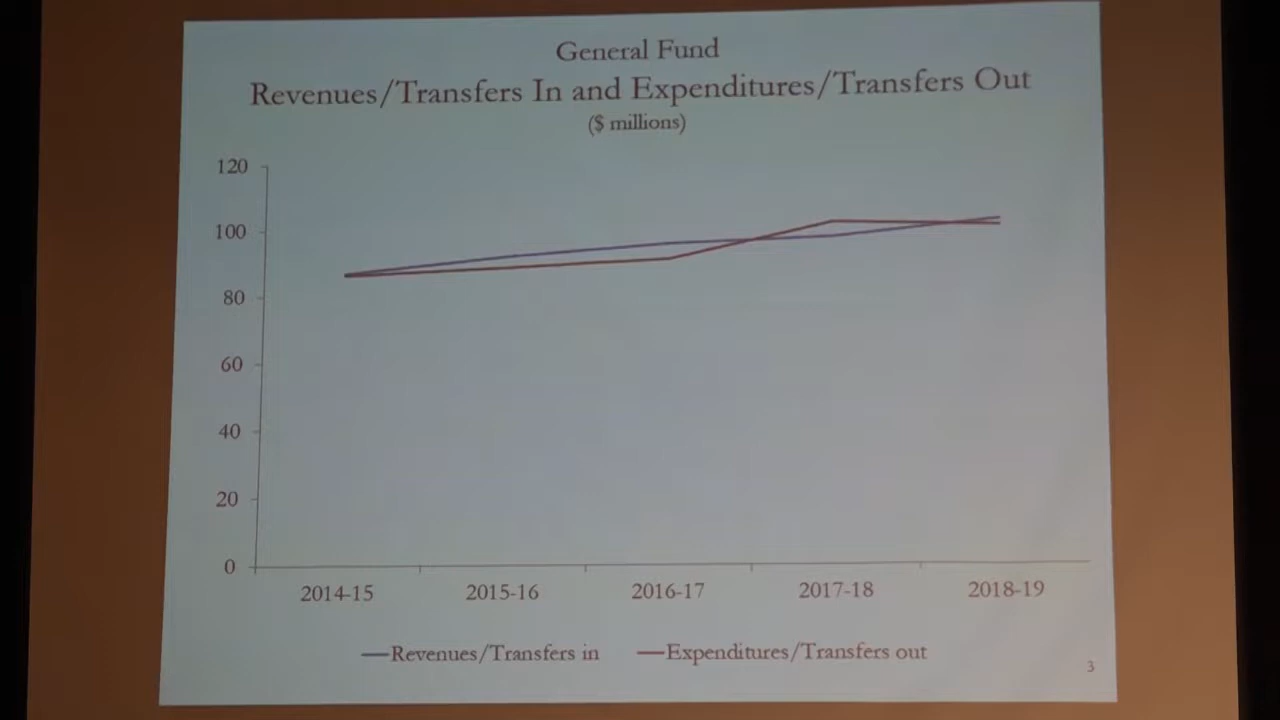 General Fund
Revenues/Transfers In and Expenditures/Transfers Out
($ millions)
120
100
80
60
40
20
0
2014-15 2015-16 2016-17 2017-18 2018-19
Revenues/Transfers in Expenditures/Transfers out
3